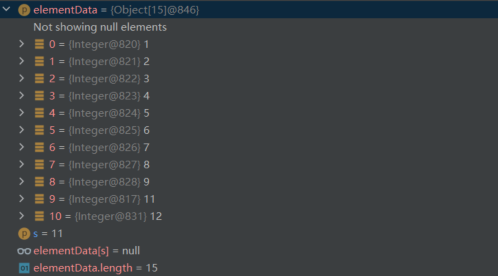 elementData = {Object[15]@846}
Not showing null elements
0 = {Integer@820} 1
1 = {Integer@821} 2
2 = {Integer@822} 3
3 = {Integer@823} 4
4 = {Integer@824} 5
5 = {Integer@825} 6
6 = {Integer@826} 7
7 = {Integer@827} 8
8 = {Integer@828} 9
9 = {Integer@817} 11
10 = {Integer@831} 12
s = 11
elementData[s] = null
elementData.length = 15